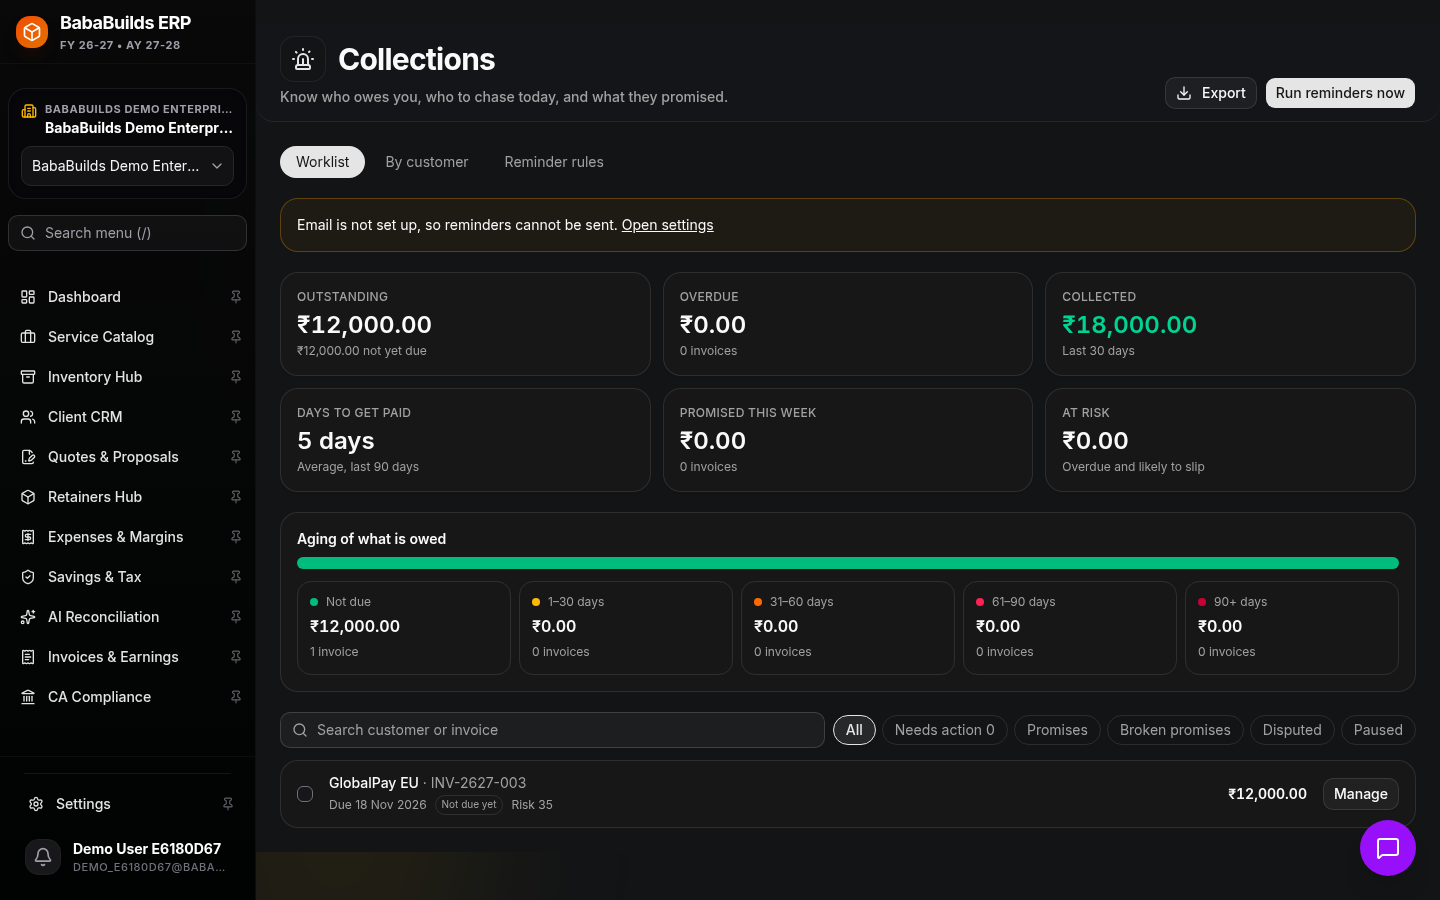 BabaBuilds ERP
FY 26-27 • AY 27-28
BABABUILDS DEMO ENTERPRI...
BabaBuilds Demo Enterpr...
BabaBuilds Demo Enter...
Search menu (/)
Dashboard
Service Catalog
Inventory Hub
Client CRM
Quotes & Proposals
Retainers Hub
Expenses & Margins
Savings & Tax
AI Reconciliation
Invoices & Earnings
CA Compliance
Settings
Demo User E6180D67
DEMO_E6180D67@BABA...
Collections
Know who owes you, who to chase today, and what they promised.
Export
Run reminders now
Worklist
By customer
Reminder rules
Email is not set up, so reminders cannot be sent. Open settings
OUTSTANDING
₹12,000.00
₹12,000.00 not yet due
OVERDUE
₹0.00
0 invoices
COLLECTED
₹18,000.00
Last 30 days
DAYS TO GET PAID
5 days
Average, last 90 days
PROMISED THIS WEEK
₹0.00
0 invoices
AT RISK
₹0.00
Overdue and likely to slip
Aging of what is owed
Not due
₹12,000.00
1 invoice
1–30 days
₹0.00
0 invoices
31–60 days
₹0.00
0 invoices
61–90 days
₹0.00
0 invoices
90+ days
₹0.00
0 invoices
Search customer or invoice
All
Needs action 0
Promises
Broken promises
Disputed
Paused
GlobalPay EU · INV-2627-003
Due 18 Nov 2026 Not due yet Risk 35
₹12,000.00
Manage